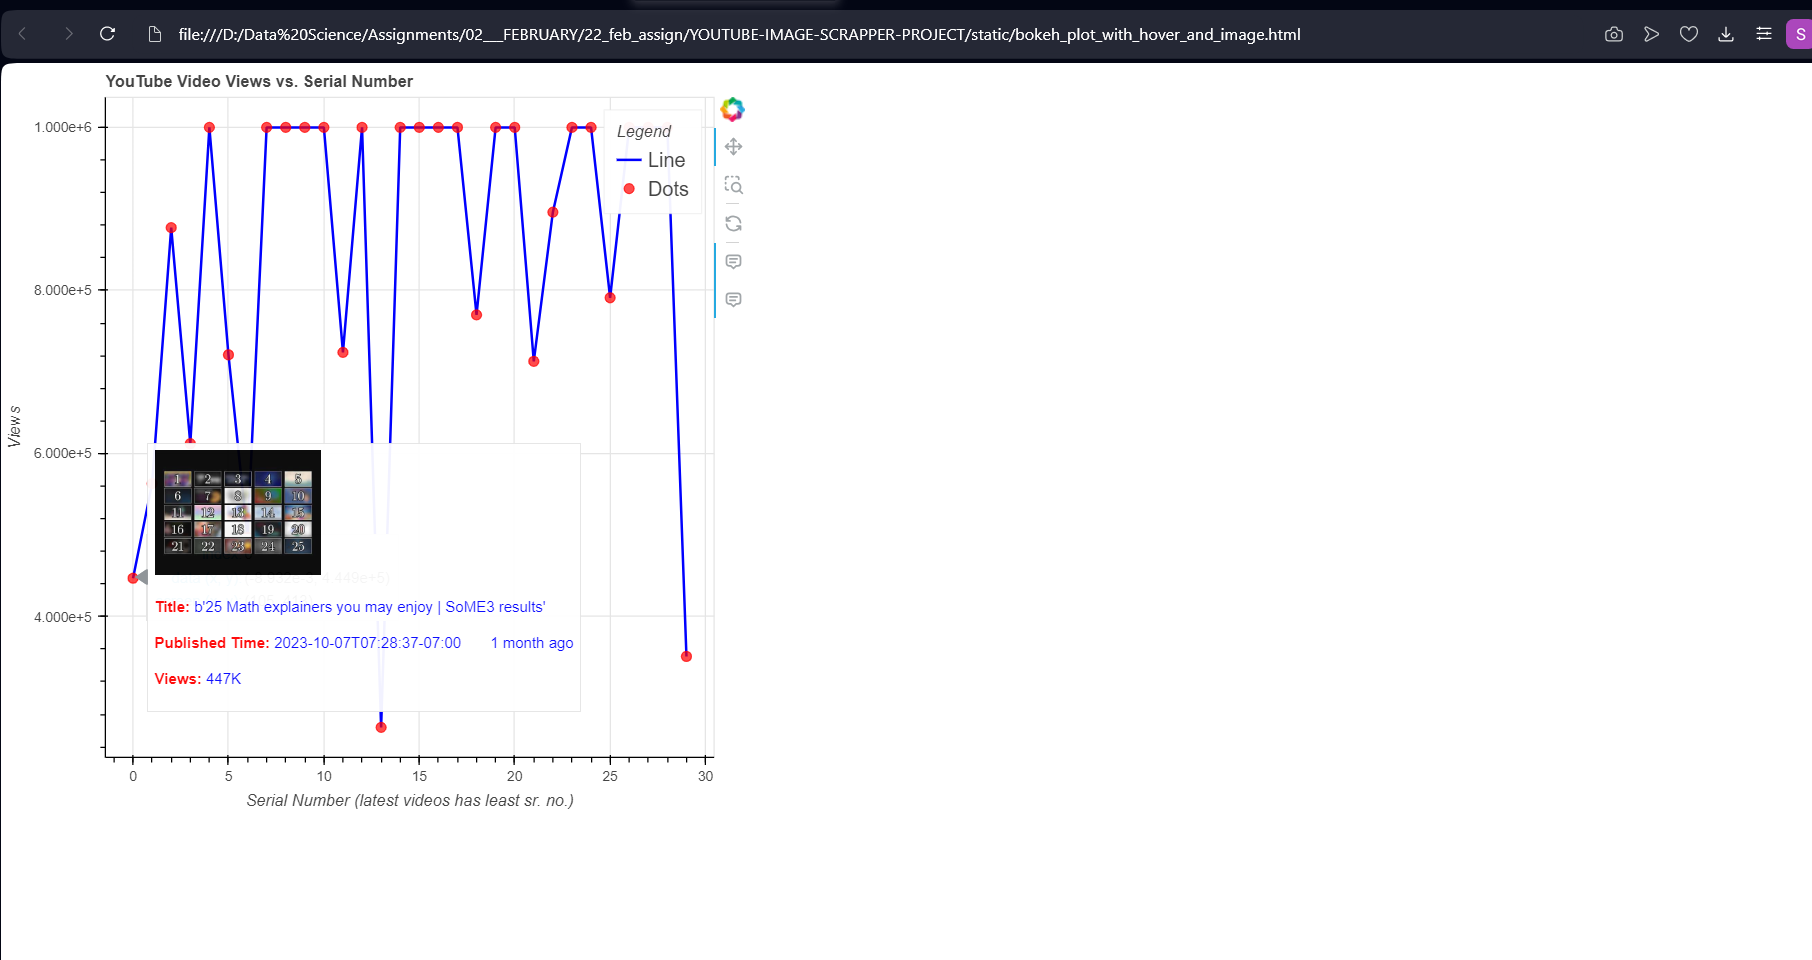 file:///D:/Data%20Science/Assignments/02___FEBRUARY/22_feb_assign/YOUTUBE-IMAGE-SCRAPPER-PROJECT/static/bokeh_plot_with_hover_and_image.html
S
YouTube Video Views vs. Serial Number
1.000e+6
8.000e+5
6.000e+5
4.000e+5
Views
Legend
Line
Dots
1 2 3 4 5
6 7 8 9 10
11 12 13 14 15
16 17 18 19 20
21 22 23 24 25
4.449e+5)
Title: b'25 Math explainers you may enjoy | SoME3 results'
Published Time: 2023-10-07T07:28:37-07:00 1 month ago
Views: 447K
0 5 10 15 20 25 30
Serial Number (latest videos has least sr. no.)